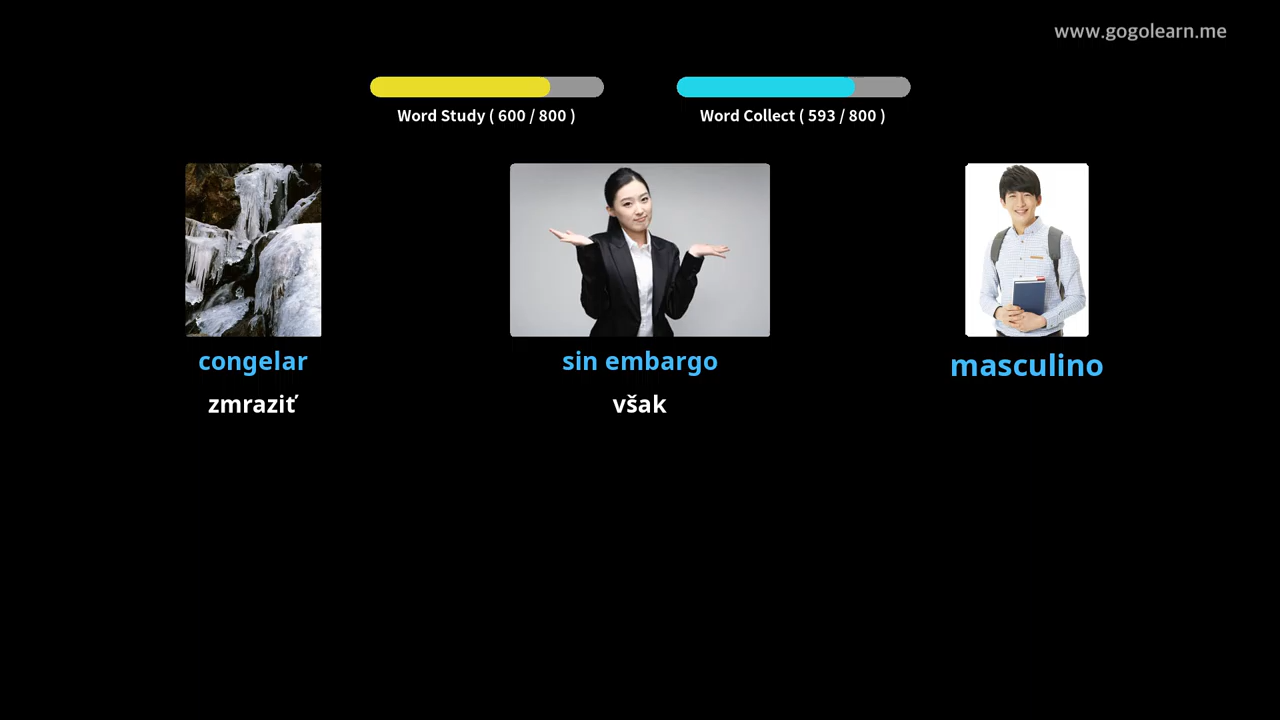 www.gogolearn.me
Word Study ( 600 / 800 )
Word Collect ( 593 / 800 )
congelar
sin embargo
masculino
zmraziť
však